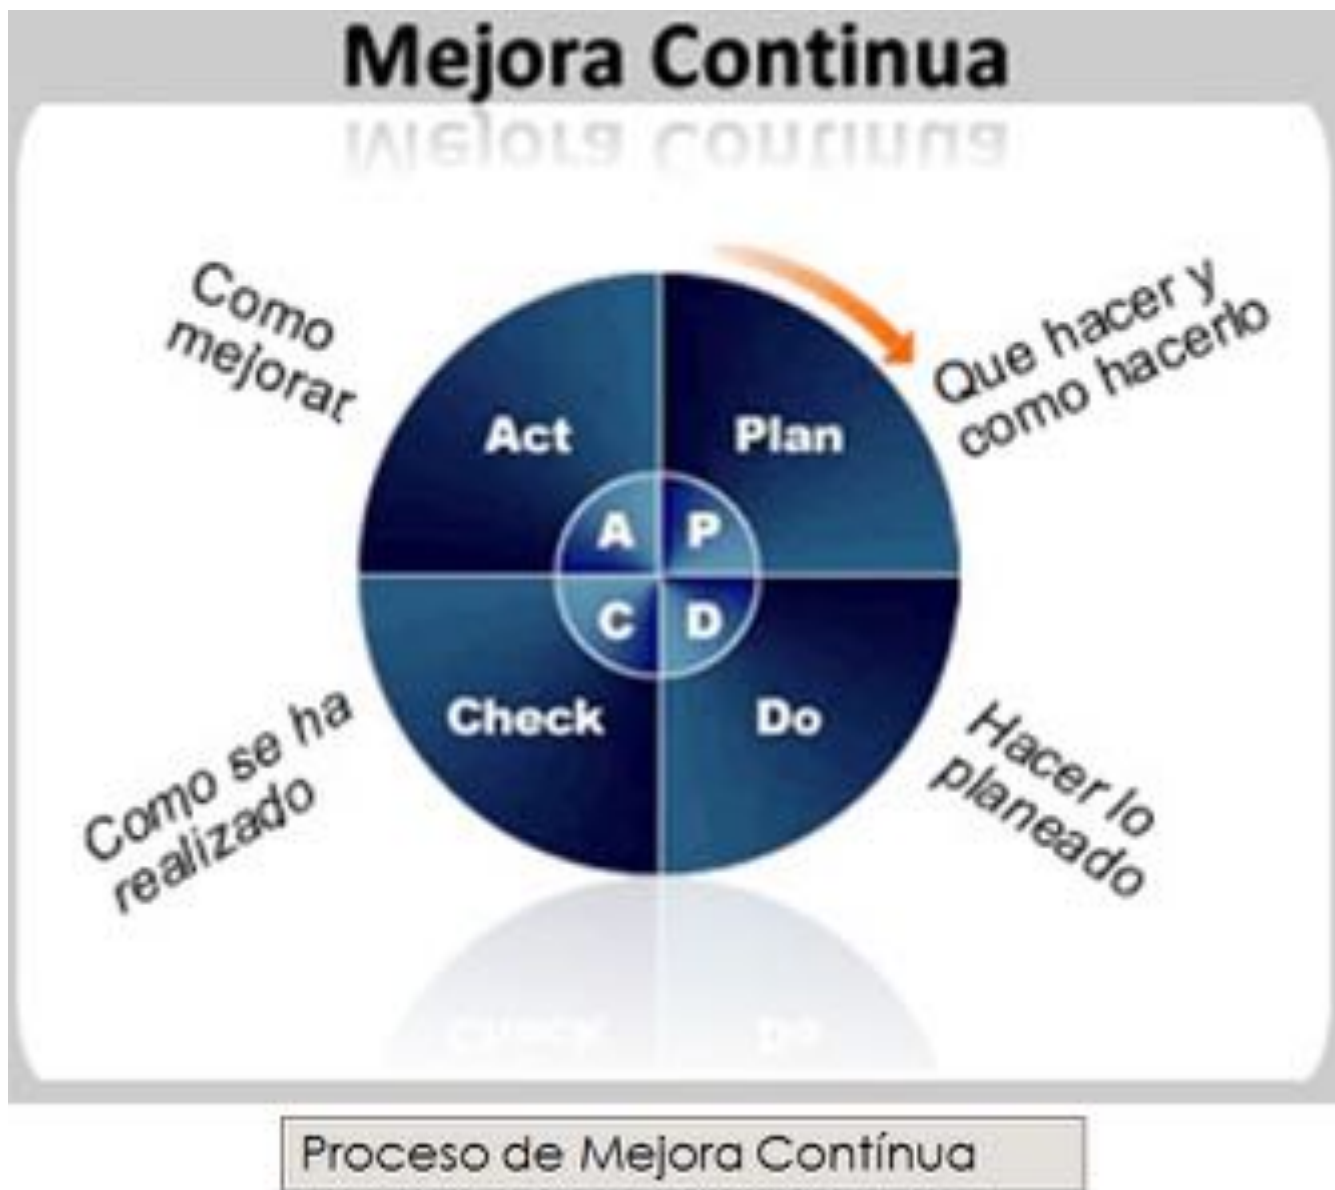 Mejora Continua
Como
mejorar
Que hacer y
como hacerlo
Act
Plan
A
P
C
D
Check
Do
Como se ha
realizado
Hacer lo
planeado
Proceso de Mejora Contínua